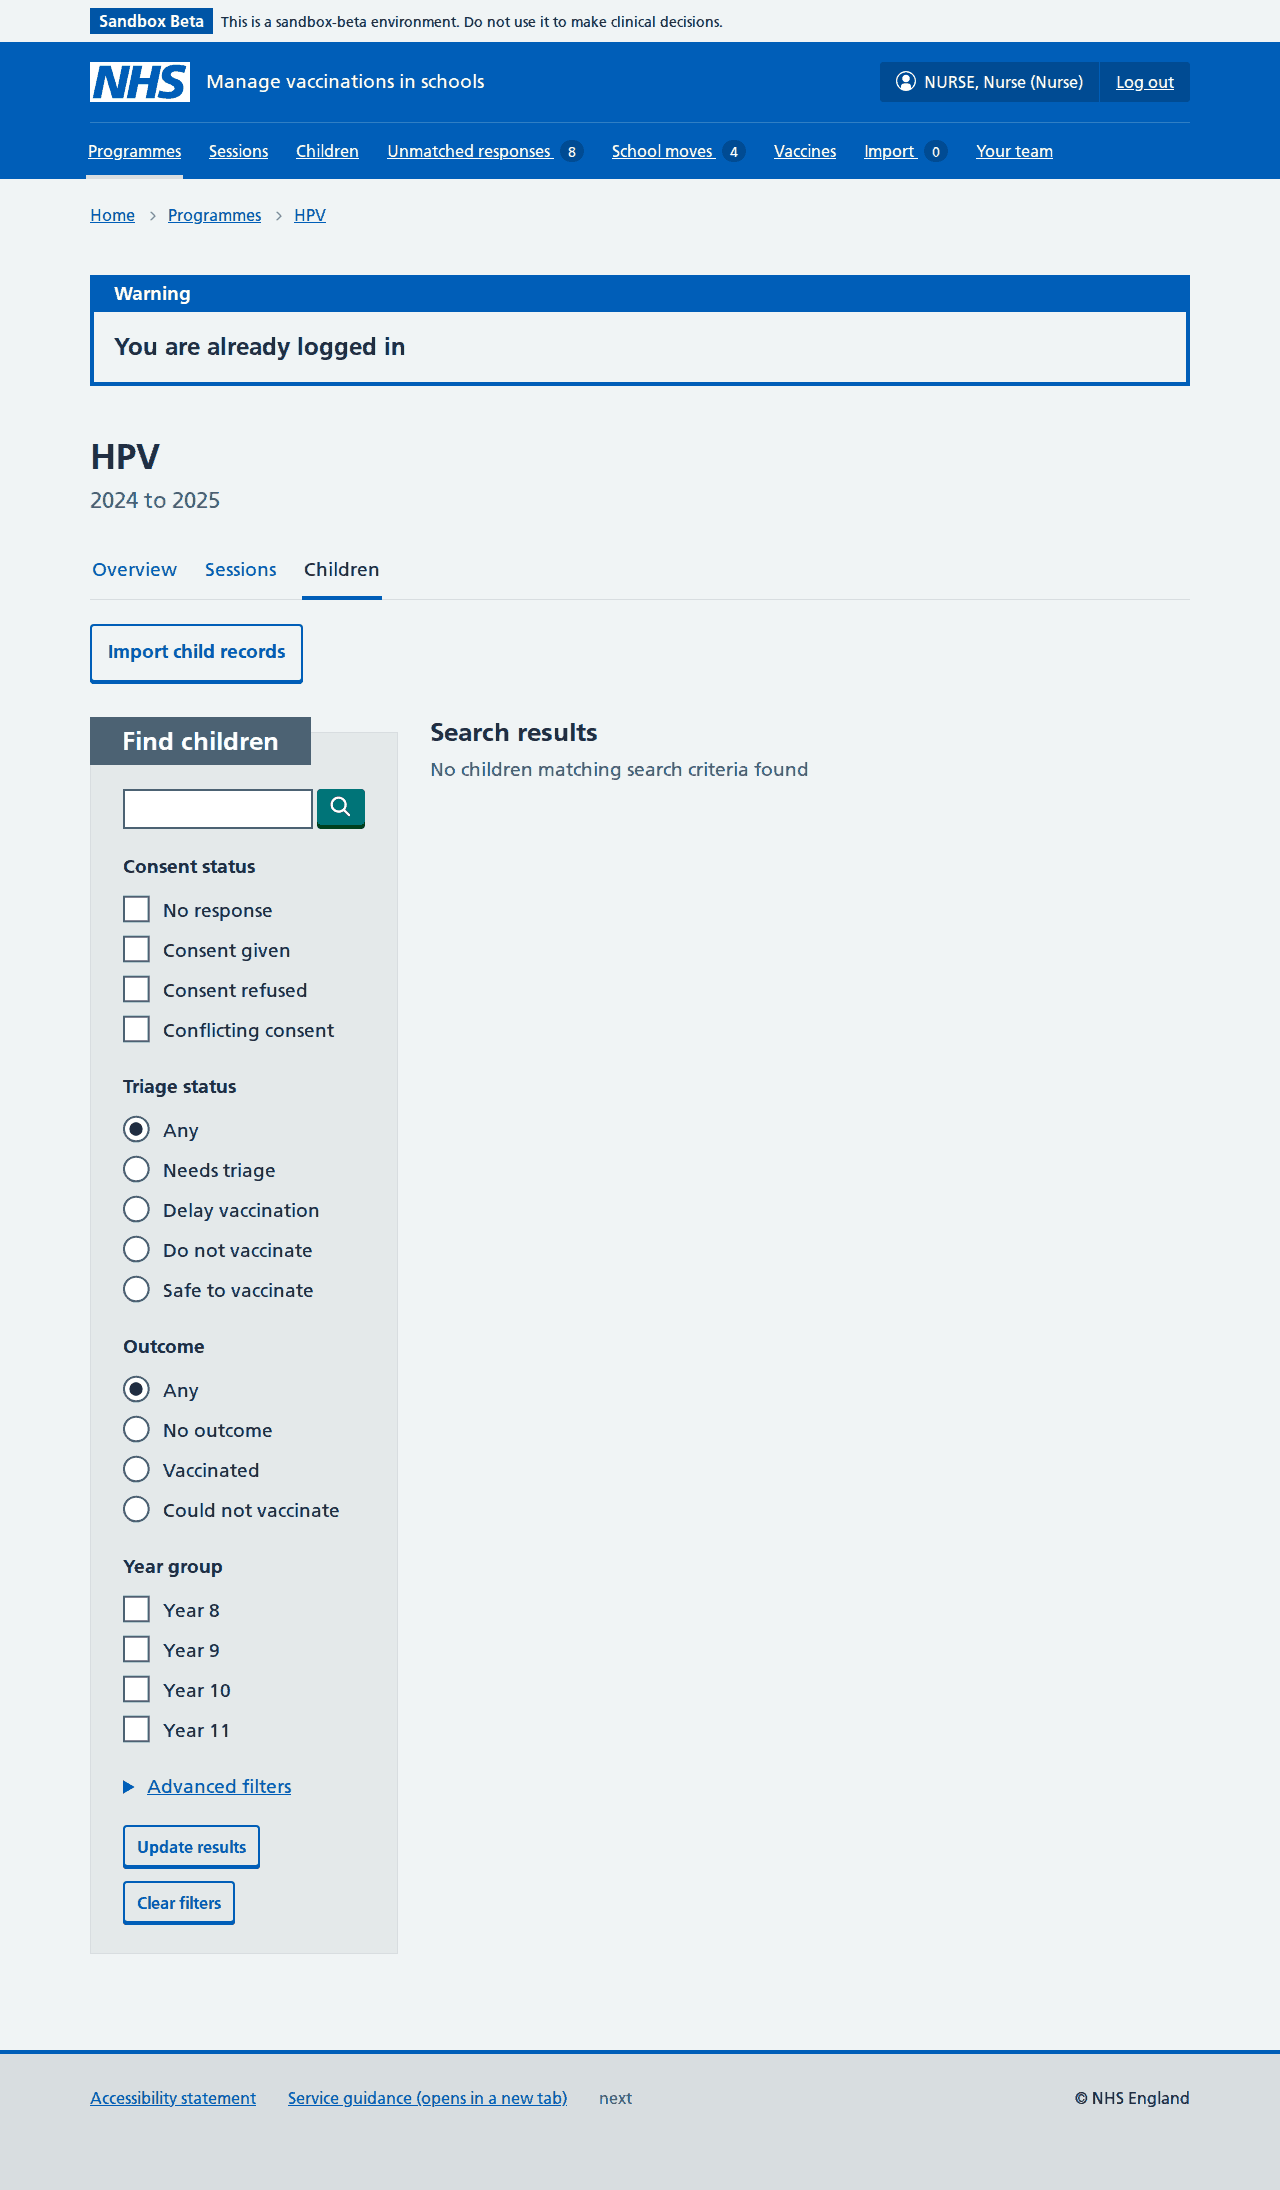 Sandbox Beta This is a sandbox-beta environment. Do not use it to make clinical decisions.
NHS Manage vaccinations in schools NURSE, Nurse (Nurse) Log out
Programmes Sessions Children Unmatched responses 8 School moves 4 Vaccines Import 0 Your team
Home Programmes HPV
Warning
You are already logged in
HPV
2024 to 2025
Overview Sessions Children
Import child records
Find children
Consent status
No response
Consent given
Consent refused
Conflicting consent
Triage status
Any
Needs triage
Delay vaccination
Do not vaccinate
Safe to vaccinate
Outcome
Any
No outcome
Vaccinated
Could not vaccinate
Year group
Year 8
Year 9
Year 10
Year 11
Advanced filters
Update results
Clear filters
Search results
No children matching search criteria found
Accessibility statement Service guidance (opens in a new tab) next © NHS England